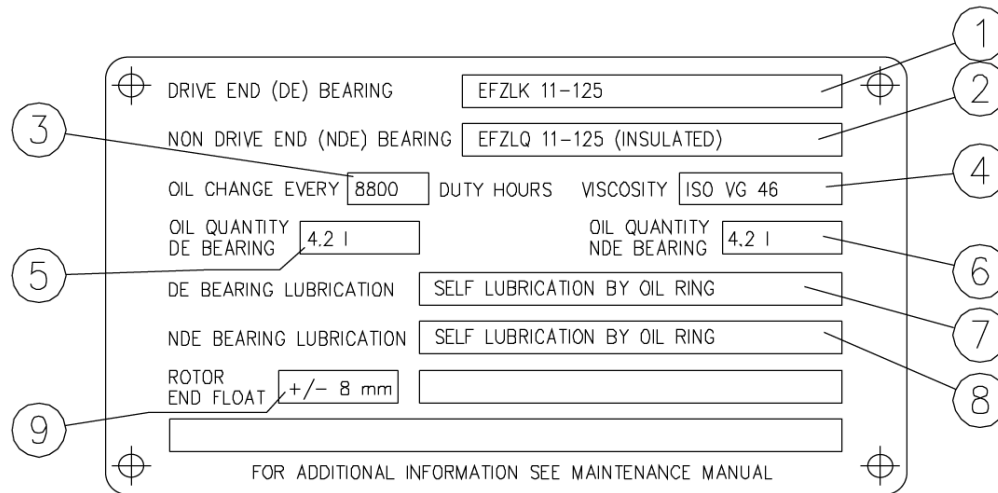 1
DRIVE END (DE) BEARING EFZLK 11-125
2
NON DRIVE END (NDE) BEARING EFZLQ 11-125 (INSULATED)
3
OIL CHANGE EVERY 8800 DUTY HOURS VISCOSITY ISO VG 46
4
OIL QUANTITY
DE BEARING 4.2 l
OIL QUANTITY
NDE BEARING 4.2 l
5
6
DE BEARING LUBRICATION SELF LUBRICATION BY OIL RING
7
NDE BEARING LUBRICATION SELF LUBRICATION BY OIL RING
8
ROTOR
END FLOAT +/- 8 mm
9
FOR ADDITIONAL INFORMATION SEE MAINTENANCE MANUAL